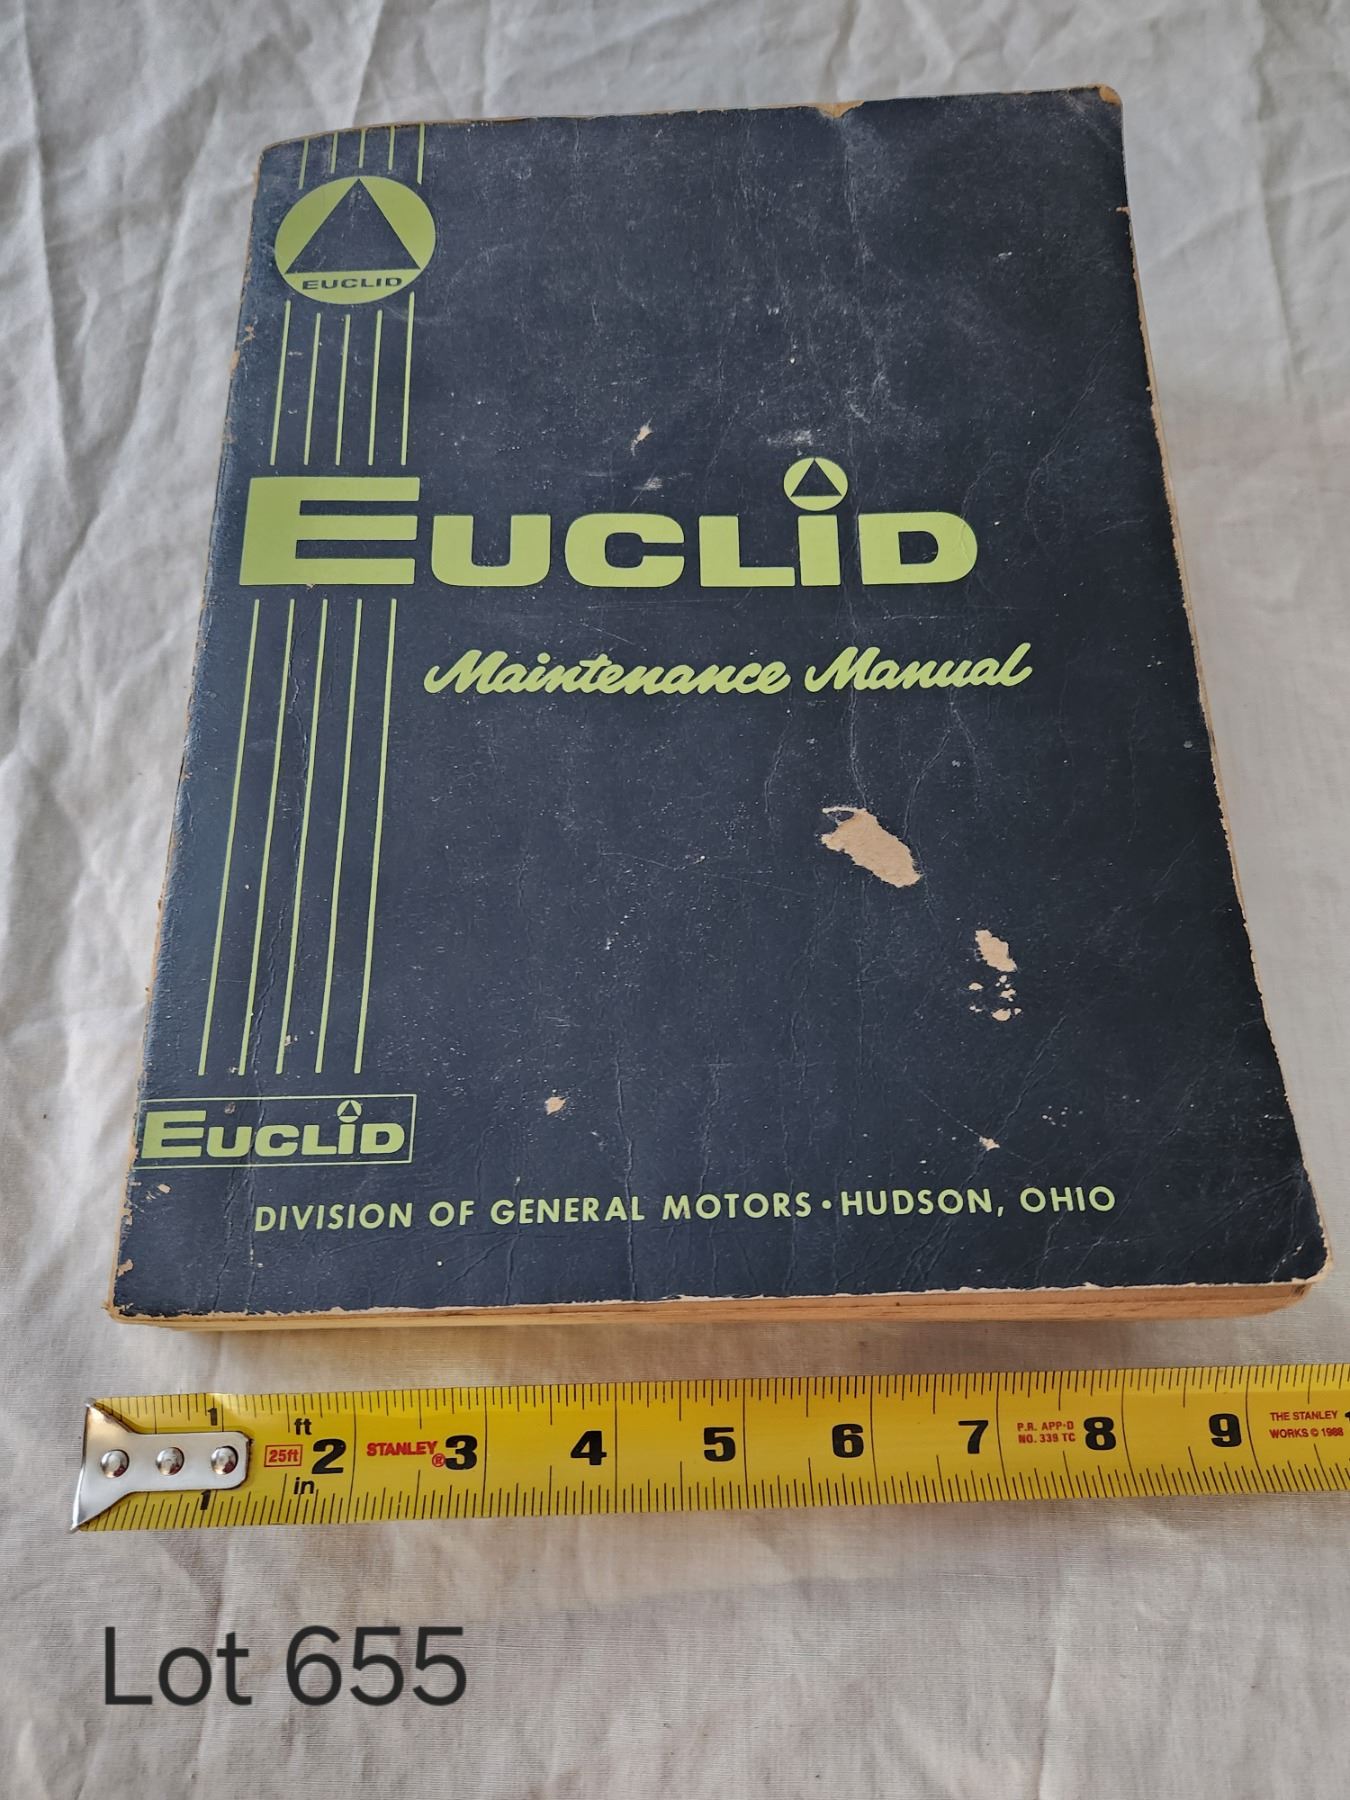 EUCLID
EUCLID
Maintenance Manual
EUCLID
DIVISION OF GENERAL MOTORS • HUDSON, OHIO
1 ft 25ft 2 STANLEY® 3 4 5 6 7 P.R. APP'D NO. 339 TC 8 9 THE STANLEY WORKS © 1988
1 in
Lot 655